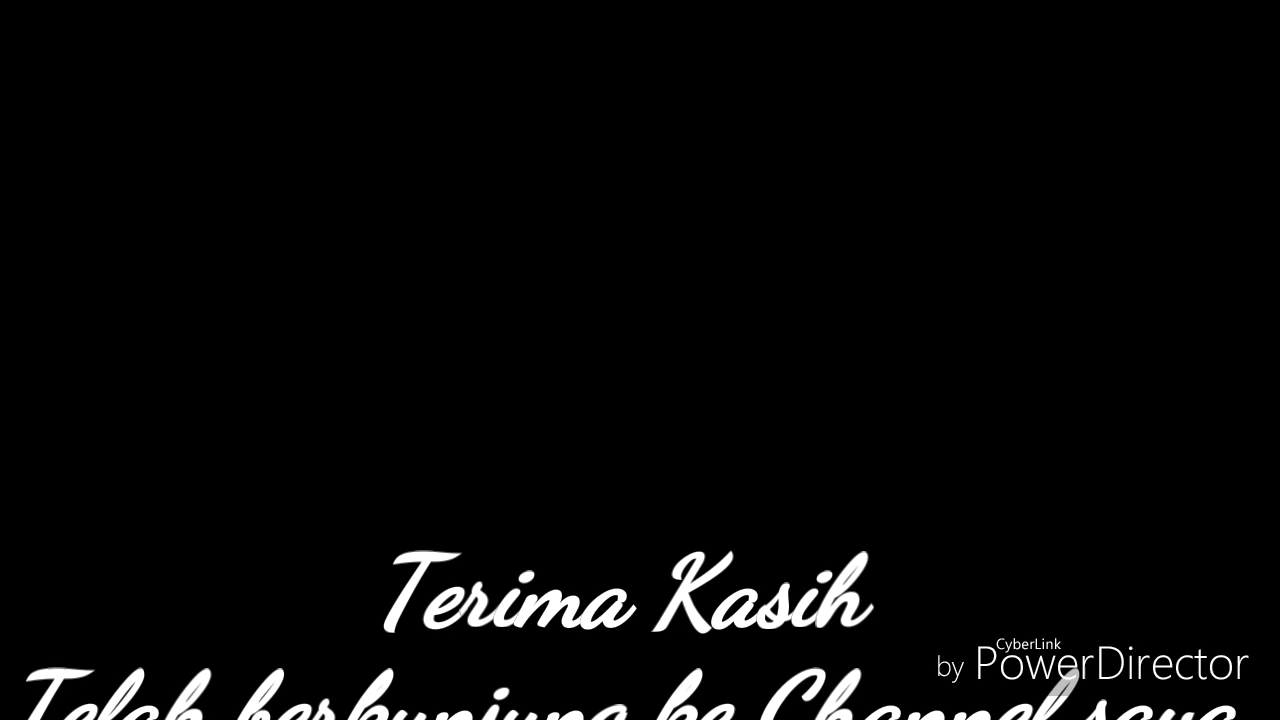 Terima Kasih
CyberLink
by PowerDirector
Telah berkunjung ke Channel saya